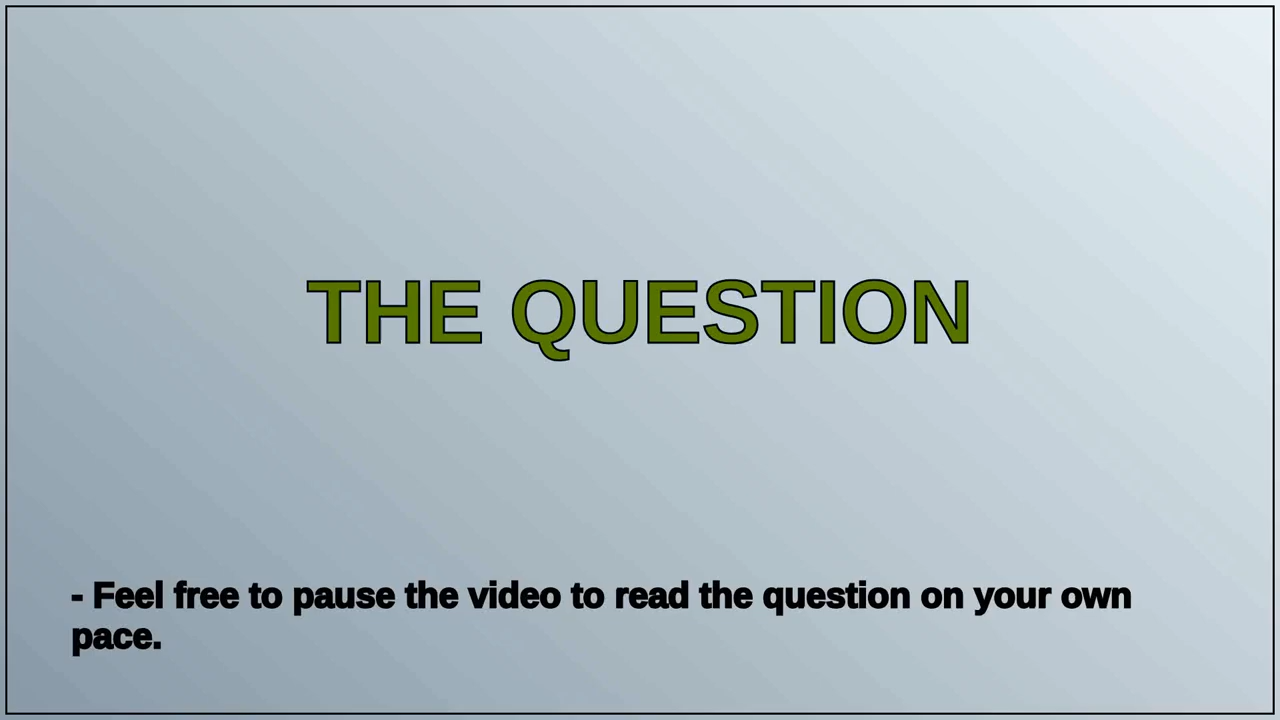 THE QUESTION
- Feel free to pause the video to read the question on your own
pace.